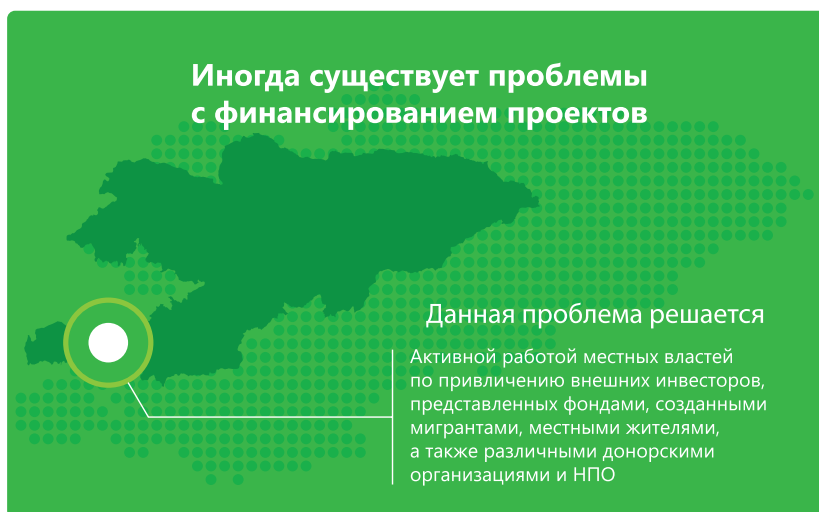 Иногда существует проблемы
с финансированием проектов
Данная проблема решается
Активной работой местных властей
по привличению внешних инвесторов,
представленных фондами, созданными
мигрантами, местными жителями,
а также различными донорскими
организациями и НПО